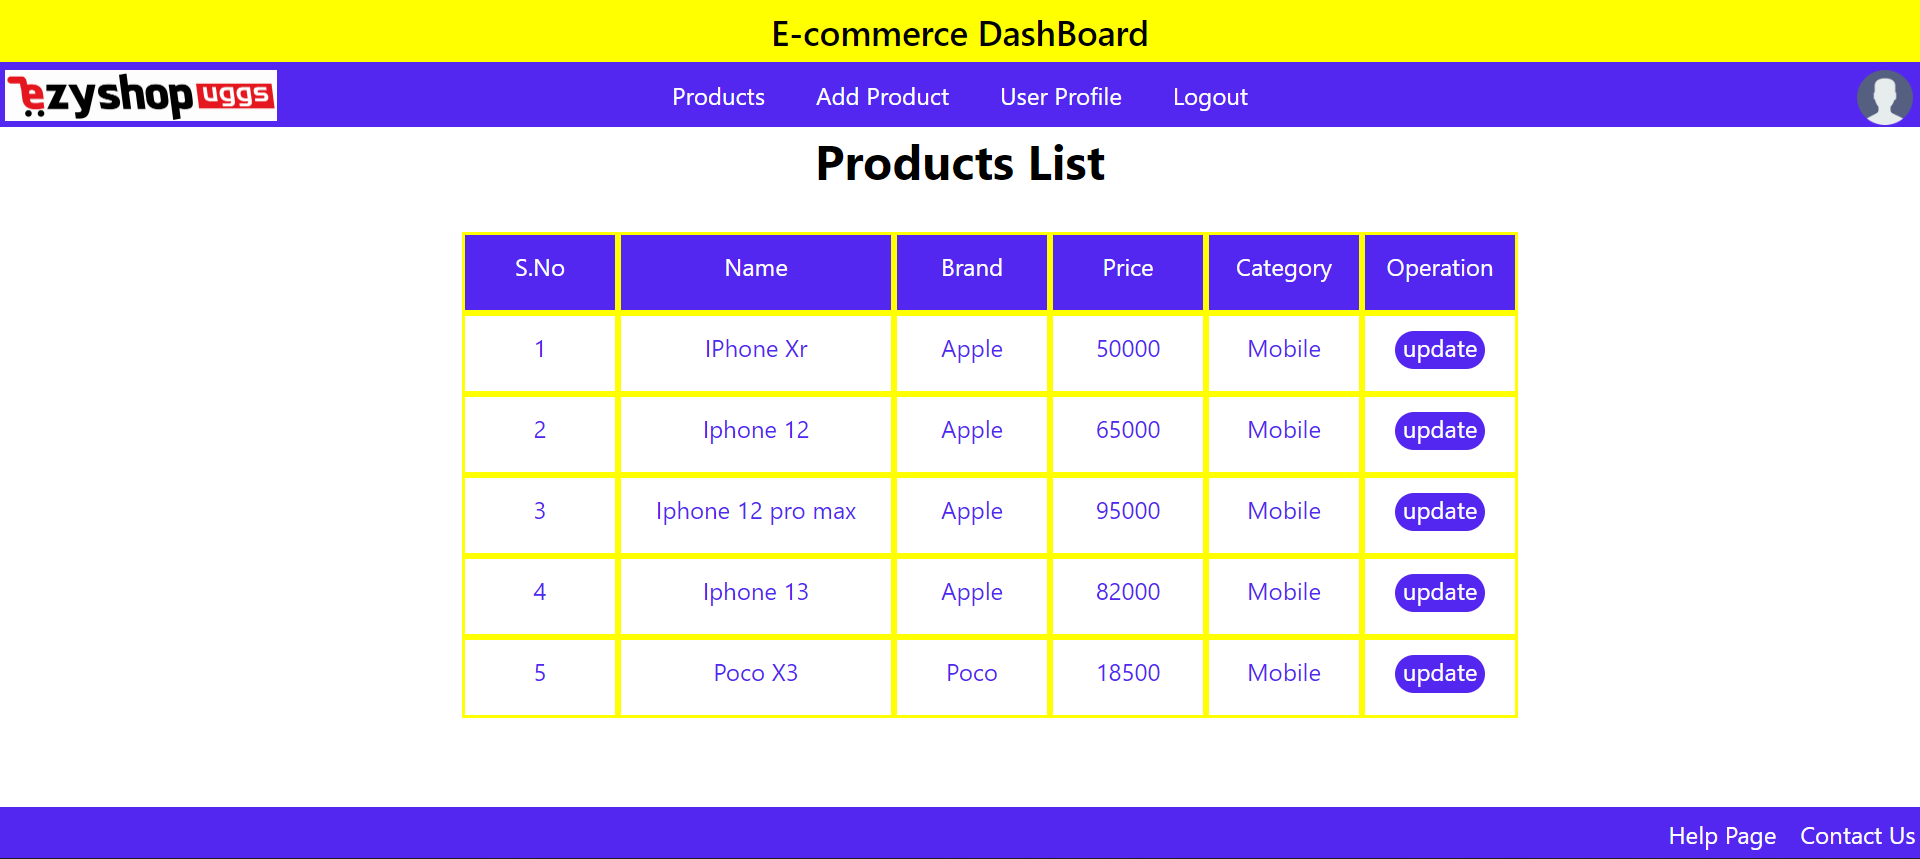 E-commerce DashBoard
ezyshop uggs
Products Add Product User Profile Logout
Products List
S.No Name Brand Price Category Operation
1 IPhone Xr Apple 50000 Mobile update
2 Iphone 12 Apple 65000 Mobile update
3 Iphone 12 pro max Apple 95000 Mobile update
4 Iphone 13 Apple 82000 Mobile update
5 Poco X3 Poco 18500 Mobile update
Help Page Contact Us